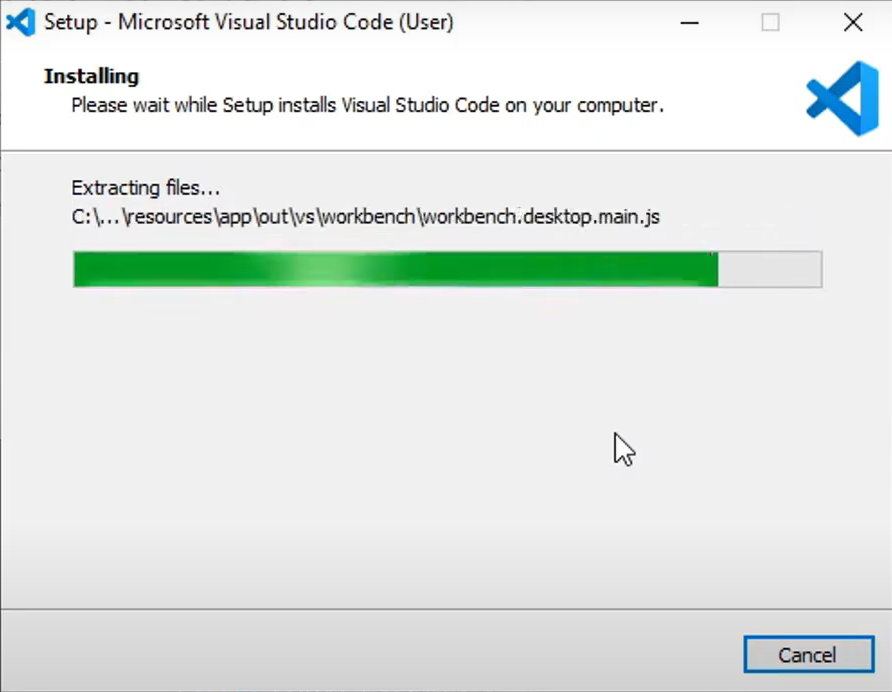 Setup - Microsoft Visual Studio Code (User)
Installing
Please wait while Setup installs Visual Studio Code on your computer.
Extracting files...
C:\...\resources\app\out\vs\workbench\workbench.desktop.main.js
Cancel